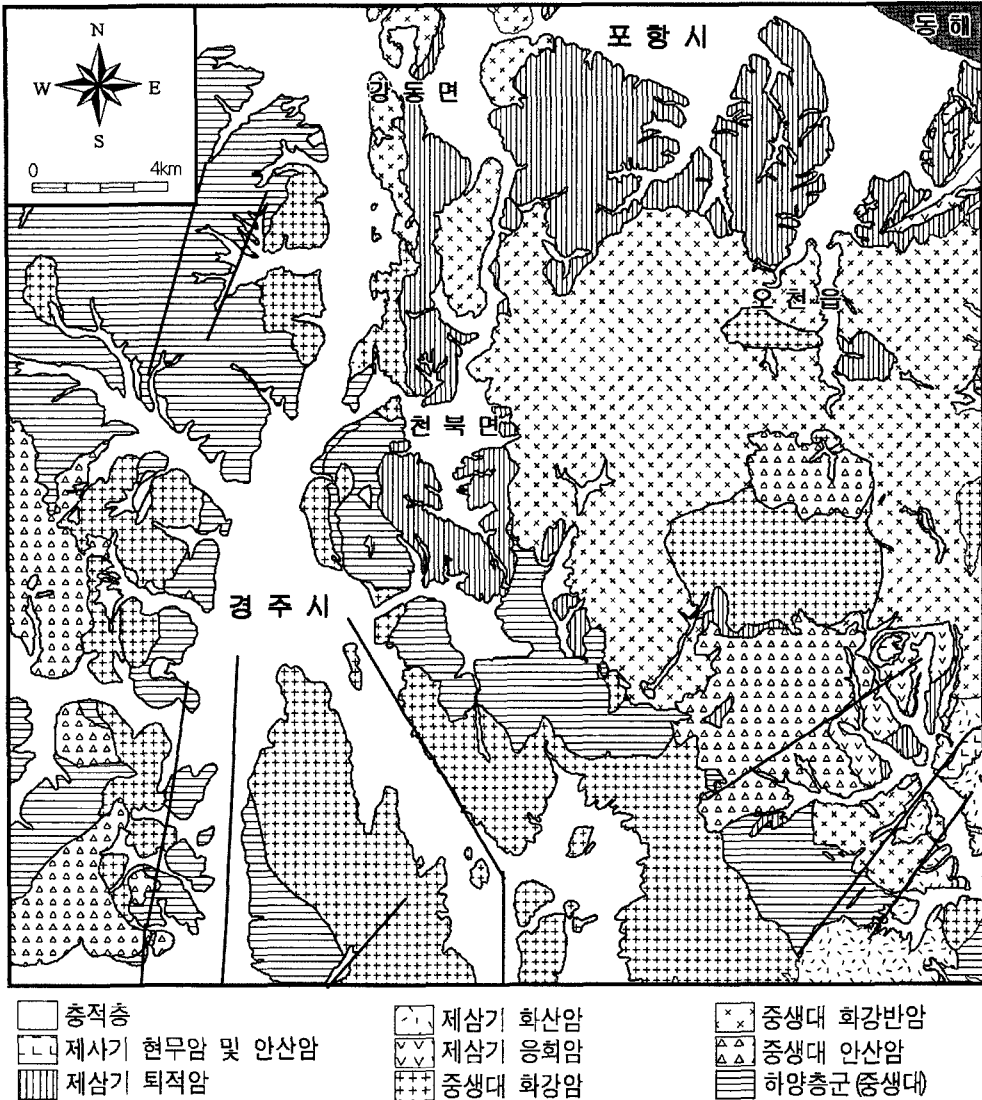 N
W E
S
0 4km
동해
포항시
강동면
오천읍
천북면
경주시
충적층
제사기 현무암 및 안산암
제삼기 퇴적암
제삼기 화산암
제삼기 응회암
중생대 화강암
중생대 화강반암
중생대 안산암
하양층군(중생대)